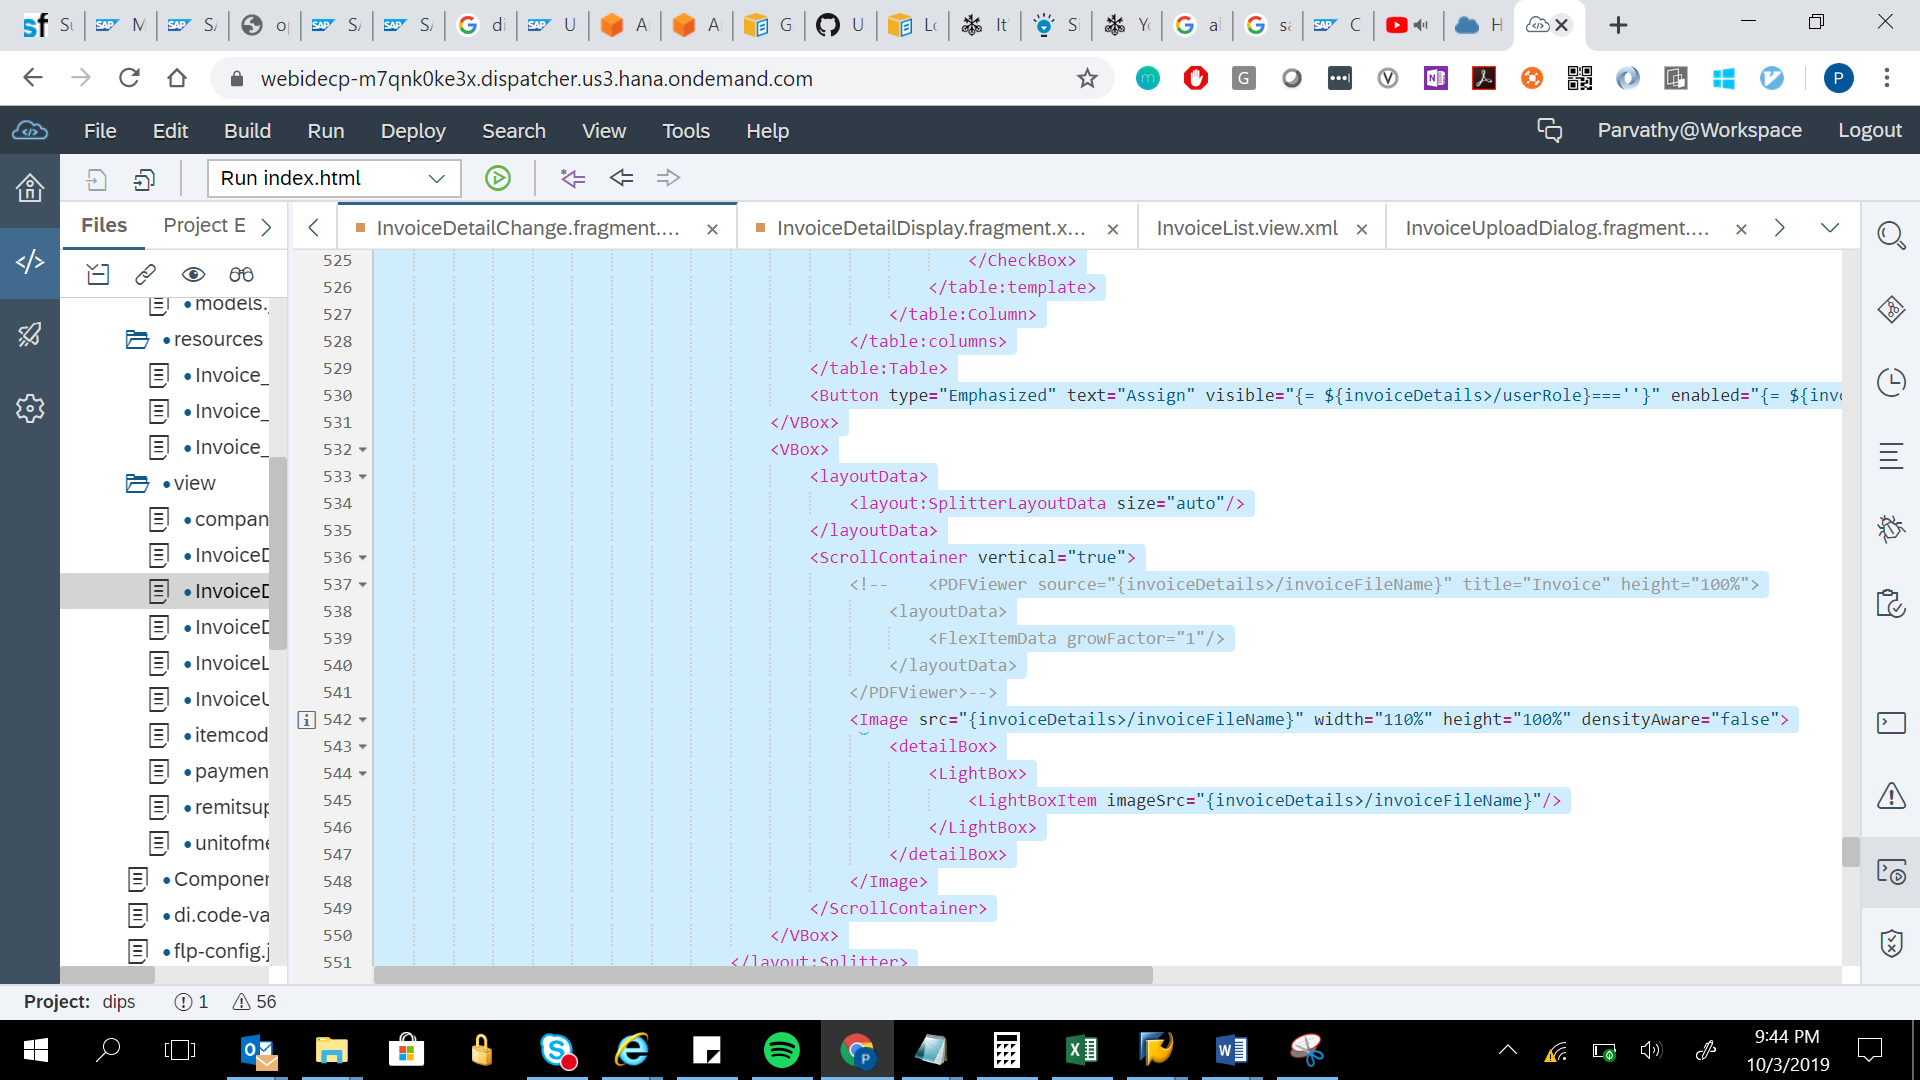 webidecp-m7qnk0ke3x.dispatcher.us3.hana.ondemand.com
File Edit Build Run Deploy Search View Tools Help
Parvathy@Workspace Logout
Run index.html
Files Project E
InvoiceDetailChange.fragment.... InvoiceDetailDisplay.fragment.x... InvoiceList.view.xml InvoiceUploadDialog.fragment....
models.
resources
Invoice_
Invoice_
Invoice_
view
compan
InvoiceD
InvoiceD
InvoiceD
InvoiceL
InvoiceU
itemcod
paymen
remitsup
unitofme
Componen
di.code-va
flp-config.j
525 </CheckBox>
526 </table:template>
527 </table:Column>
528 </table:columns>
529 </table:Table>
530 <Button type="Emphasized" text="Assign" visible="{= ${invoiceDetails>/userRole}===''}" enabled="{= ${invo
531 </VBox>
532 <VBox>
533 <layoutData>
534 <layout:SplitterLayoutData size="auto"/>
535 </layoutData>
536 <ScrollContainer vertical="true">
537 <!-- <PDFViewer source="{invoiceDetails>/invoiceFileName}" title="Invoice" height="100%">
538 <layoutData>
539 <FlexItemData growFactor="1"/>
540 </layoutData>
541 </PDFViewer>-->
542 <Image src="{invoiceDetails>/invoiceFileName}" width="110%" height="100%" densityAware="false">
543 <detailBox>
544 <LightBox>
545 <LightBoxItem imageSrc="{invoiceDetails>/invoiceFileName}"/>
546 </LightBox>
547 </detailBox>
548 </Image>
549 </ScrollContainer>
550 </VBox>
551 </layout:Splitter>
Project: dips 1 56
9:44 PM
10/3/2019